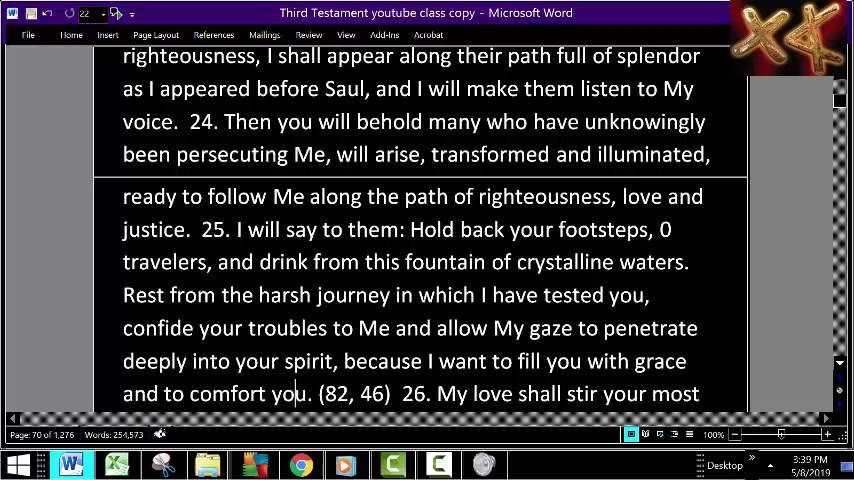 22
Third Testament youtube class copy - Microsoft Word
File Home Insert Page Layout References Mailings Review View Add-Ins Acrobat
righteousness, I shall appear along their path full of splendor
as I appeared before Saul, and I will make them listen to My
voice.  24. Then you will behold many who have unknowingly
been persecuting Me, will arise, transformed and illuminated,
ready to follow Me along the path of righteousness, love and
justice.  25. I will say to them: Hold back your footsteps, 0
travelers, and drink from this fountain of crystalline waters.
Rest from the harsh journey in which I have tested you,
confide your troubles to Me and allow My gaze to penetrate
deeply into your spirit, because I want to fill you with grace
and to comfort you. (82, 46)  26. My love shall stir your most
Page: 70 of 1,276 Words: 254,573 100%
Desktop
3:39 PM
5/8/2019